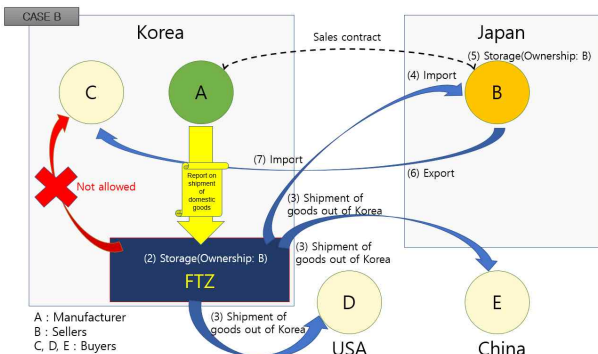 CASE B
Korea
Japan
Sales contract
(5) Storage(Ownership: B)
(4) Import
C
A
B
Report on
shipment
of
domestic
goods
(7) Import
(6) Export
Not allowed
(3) Shipment of
goods out of Korea
(2) Storage(Ownership: B)
FTZ
(3) Shipment of
goods out of Korea
(3) Shipment of
goods out of Korea
D
E
A : Manufacturer
B : Sellers
C, D, E : Buyers
USA
China